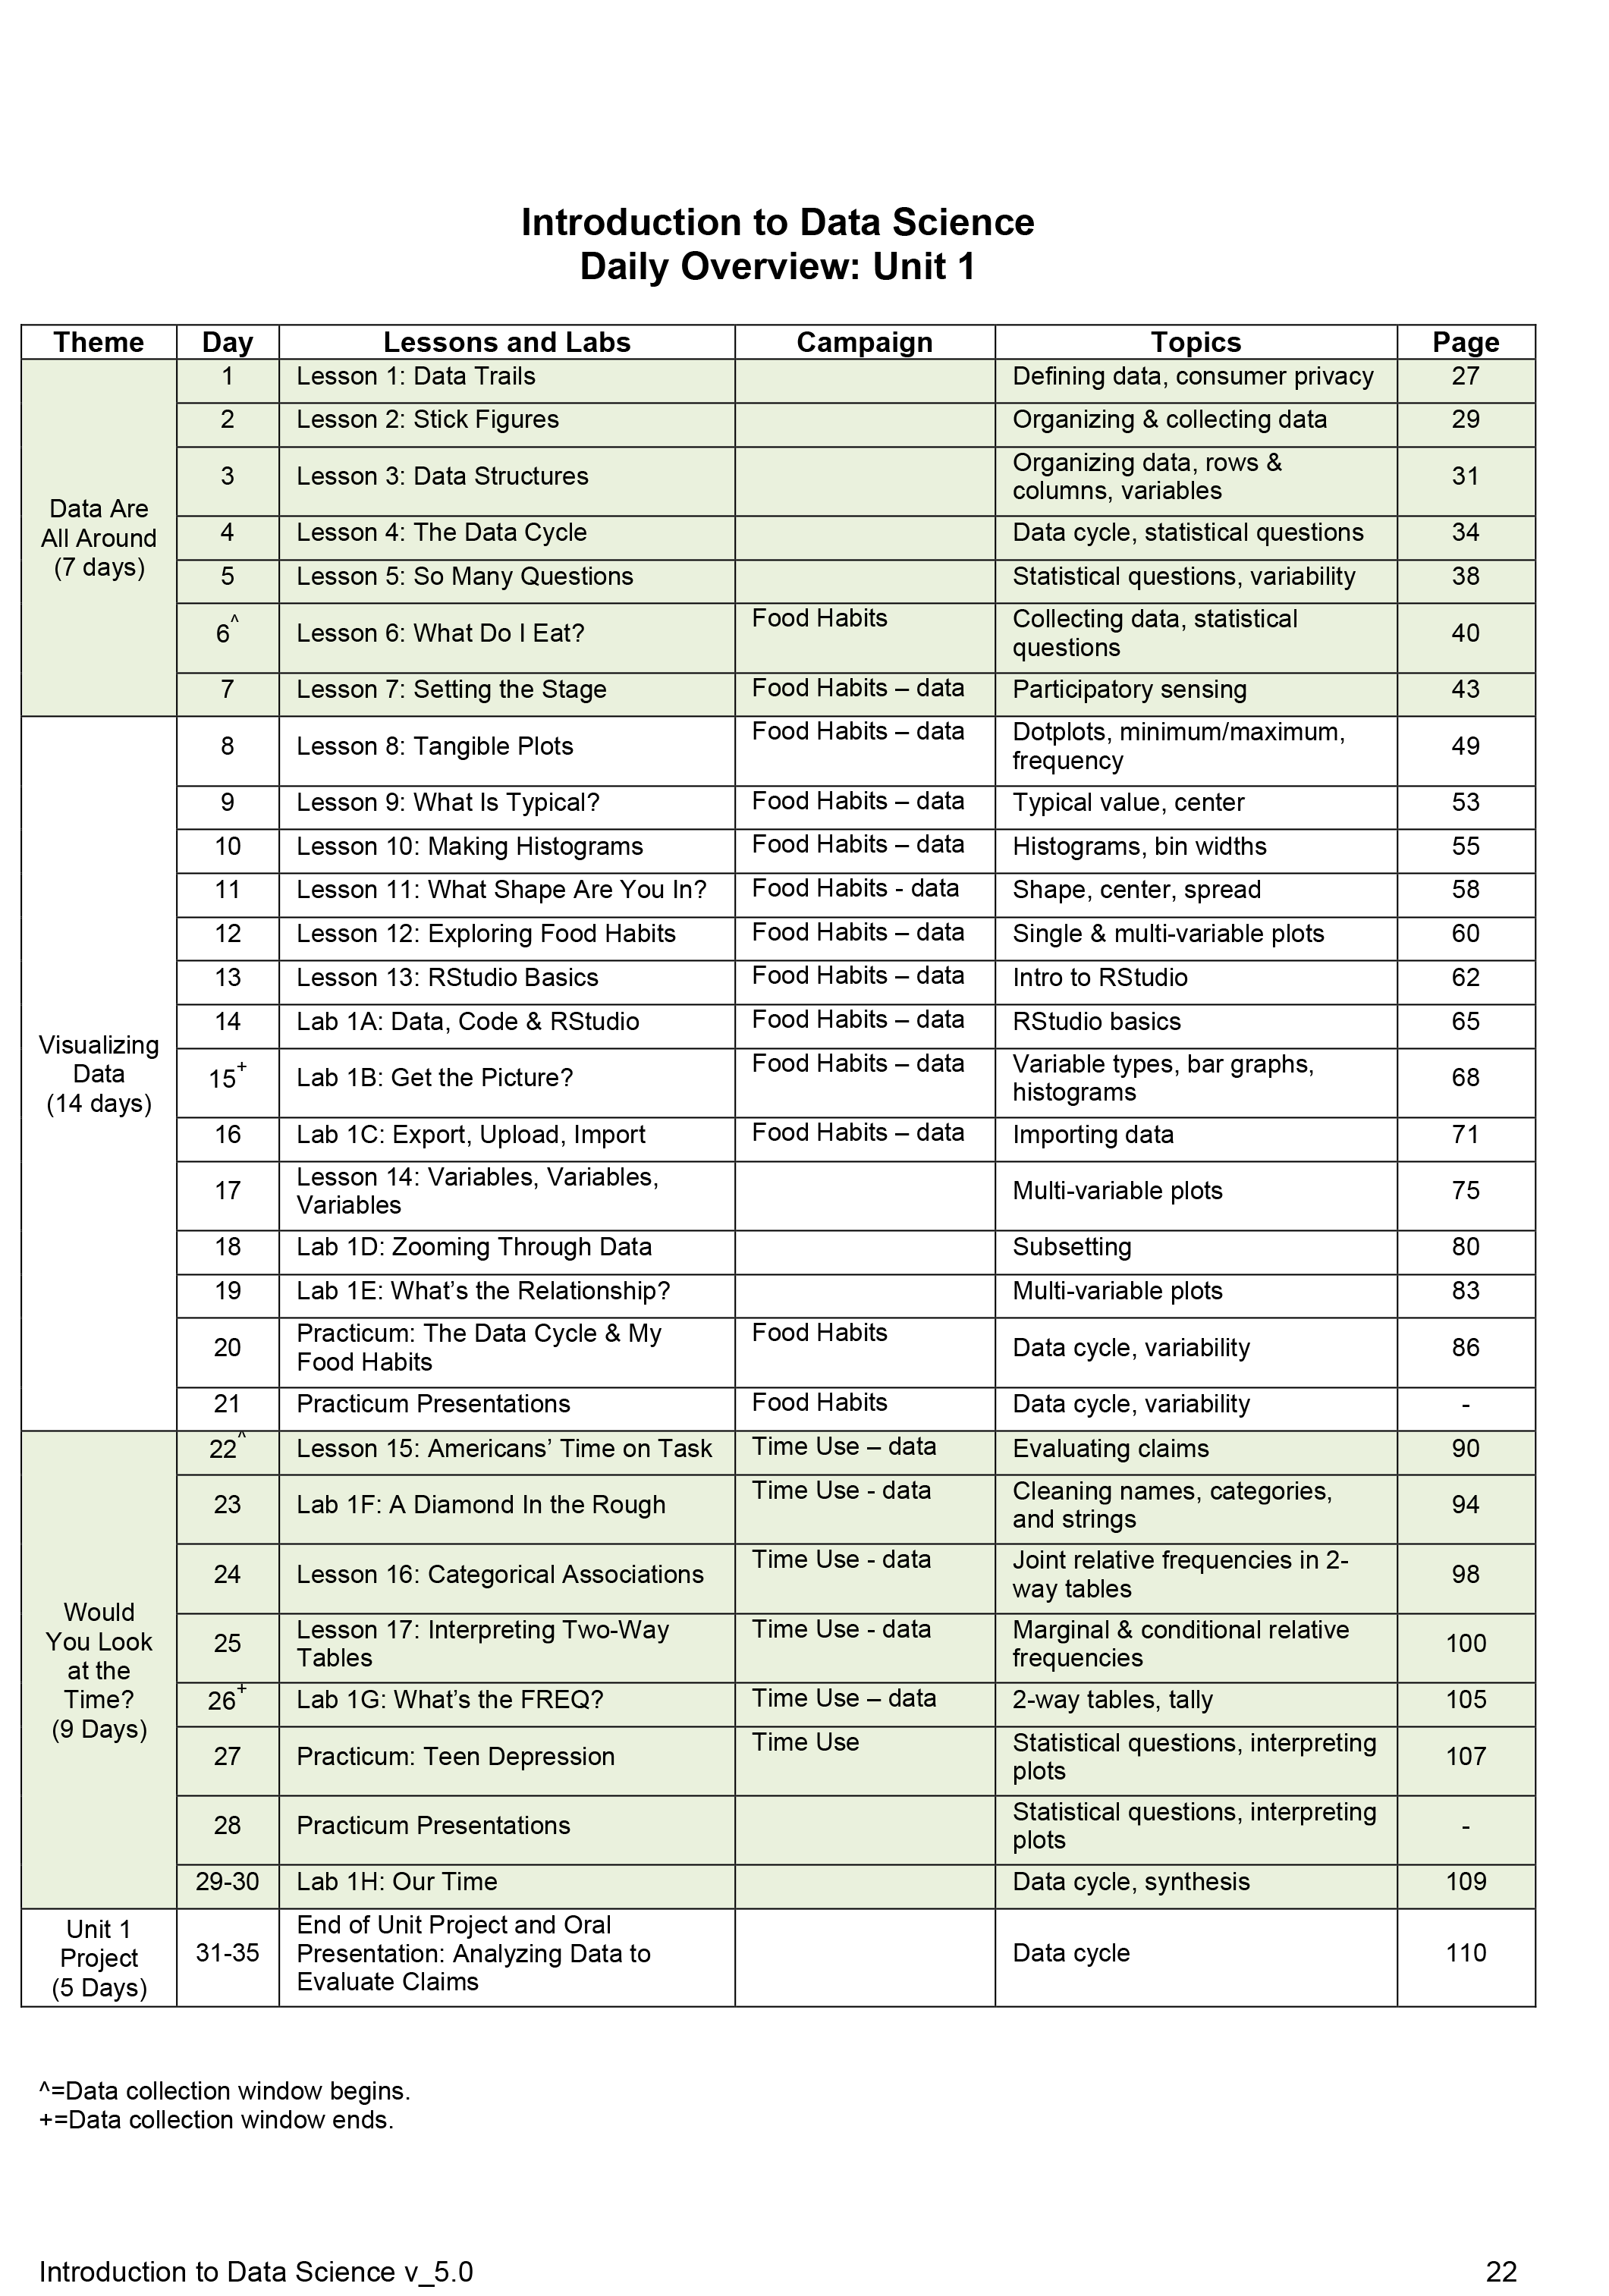 Introduction to Data Science
Daily Overview: Unit 1
Theme Day Lessons and Labs Campaign Topics Page
Data Are
All Around
(7 days)
1 Lesson 1: Data Trails Defining data, consumer privacy 27
2 Lesson 2: Stick Figures Organizing & collecting data 29
3 Lesson 3: Data Structures Organizing data, rows &
columns, variables 31
4 Lesson 4: The Data Cycle Data cycle, statistical questions 34
5 Lesson 5: So Many Questions Statistical questions, variability 38
6^ Lesson 6: What Do I Eat? Food Habits Collecting data, statistical
questions 40
7 Lesson 7: Setting the Stage Food Habits – data Participatory sensing 43
Visualizing
Data
(14 days)
8 Lesson 8: Tangible Plots Food Habits – data Dotplots, minimum/maximum,
frequency 49
9 Lesson 9: What Is Typical? Food Habits – data Typical value, center 53
10 Lesson 10: Making Histograms Food Habits – data Histograms, bin widths 55
11 Lesson 11: What Shape Are You In? Food Habits - data Shape, center, spread 58
12 Lesson 12: Exploring Food Habits Food Habits – data Single & multi-variable plots 60
13 Lesson 13: RStudio Basics Food Habits – data Intro to RStudio 62
14 Lab 1A: Data, Code & RStudio Food Habits – data RStudio basics 65
15+ Lab 1B: Get the Picture? Food Habits – data Variable types, bar graphs,
histograms 68
16 Lab 1C: Export, Upload, Import Food Habits – data Importing data 71
17 Lesson 14: Variables, Variables,
Variables Multi-variable plots 75
18 Lab 1D: Zooming Through Data Subsetting 80
19 Lab 1E: What’s the Relationship? Multi-variable plots 83
20 Practicum: The Data Cycle & My
Food Habits Food Habits Data cycle, variability 86
21 Practicum Presentations Food Habits Data cycle, variability -
Would
You Look
at the
Time?
(9 Days)
22^ Lesson 15: Americans’ Time on Task Time Use – data Evaluating claims 90
23 Lab 1F: A Diamond In the Rough Time Use - data Cleaning names, categories,
and strings 94
24 Lesson 16: Categorical Associations Time Use - data Joint relative frequencies in 2-
way tables 98
25 Lesson 17: Interpreting Two-Way
Tables Time Use - data Marginal & conditional relative
frequencies 100
26+ Lab 1G: What’s the FREQ? Time Use – data 2-way tables, tally 105
27 Practicum: Teen Depression Time Use Statistical questions, interpreting
plots 107
28 Practicum Presentations Statistical questions, interpreting
plots -
29-30 Lab 1H: Our Time Data cycle, synthesis 109
Unit 1
Project
(5 Days)
31-35 End of Unit Project and Oral
Presentation: Analyzing Data to
Evaluate Claims Data cycle 110
^=Data collection window begins.
+=Data collection window ends.
Introduction to Data Science v_5.0 22